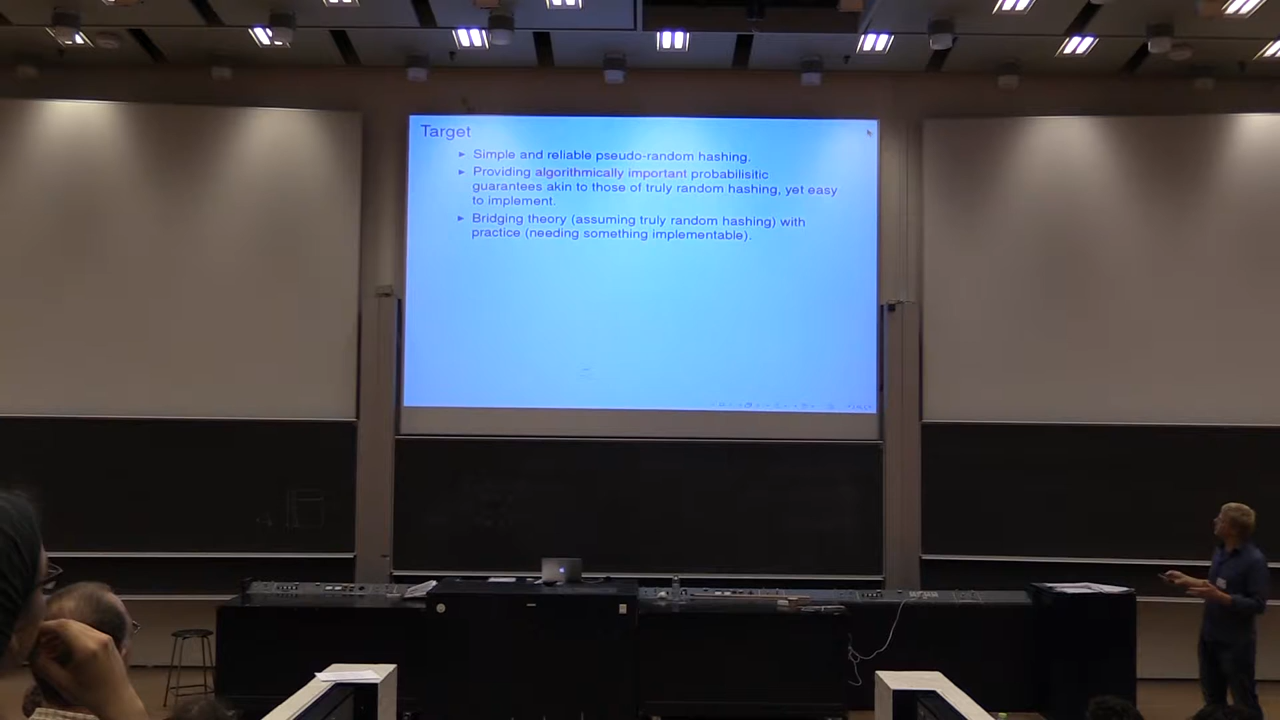 Target
► Simple and reliable pseudo-random hashing.
► Providing algorithmically important probabilisitic
guarantees akin to those of truly random hashing, yet easy
to implement.
► Bridging theory (assuming truly random hashing) with
practice (needing something implementable).